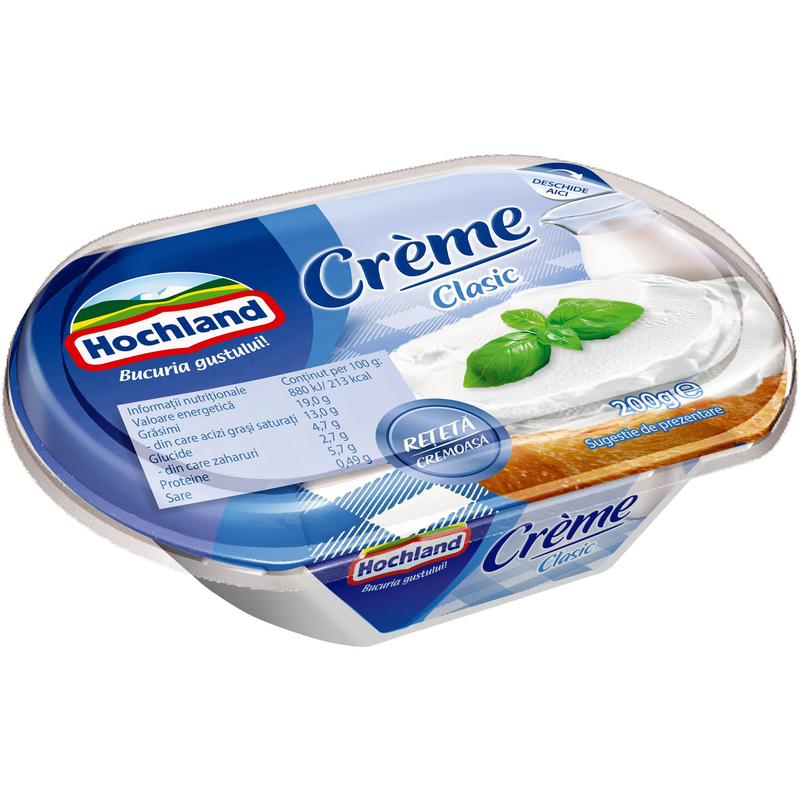 DESCHIDE
AICI
Crème
Clasic
Hochland
Bucuria gustului!
Informații nutriționale Conținut per 100 g:
Valoare energetică 880 kJ/ 213 kcal
Grăsimi 19,0 g
- din care acizi grași saturați 13,0 g
Glucide 4,7 g
- din care zaharuri 2,7 g
Proteine 5,7 g
Sare 0,49 g
REȚETĂ
CREMOASĂ
200g e
Sugestie de prezentare
Hochland
Bucuria gustului!
Crème
Clasic